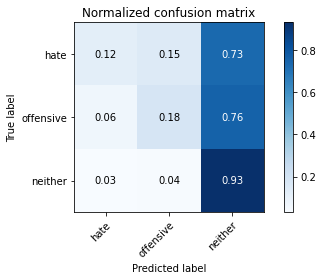 Normalized confusion matrix
hate
0.12 0.15 0.73
offensive
0.06 0.18 0.76
neither
0.03 0.04 0.93
True label
hate
offensive
neither
Predicted label
0.8
0.6
0.4
0.2